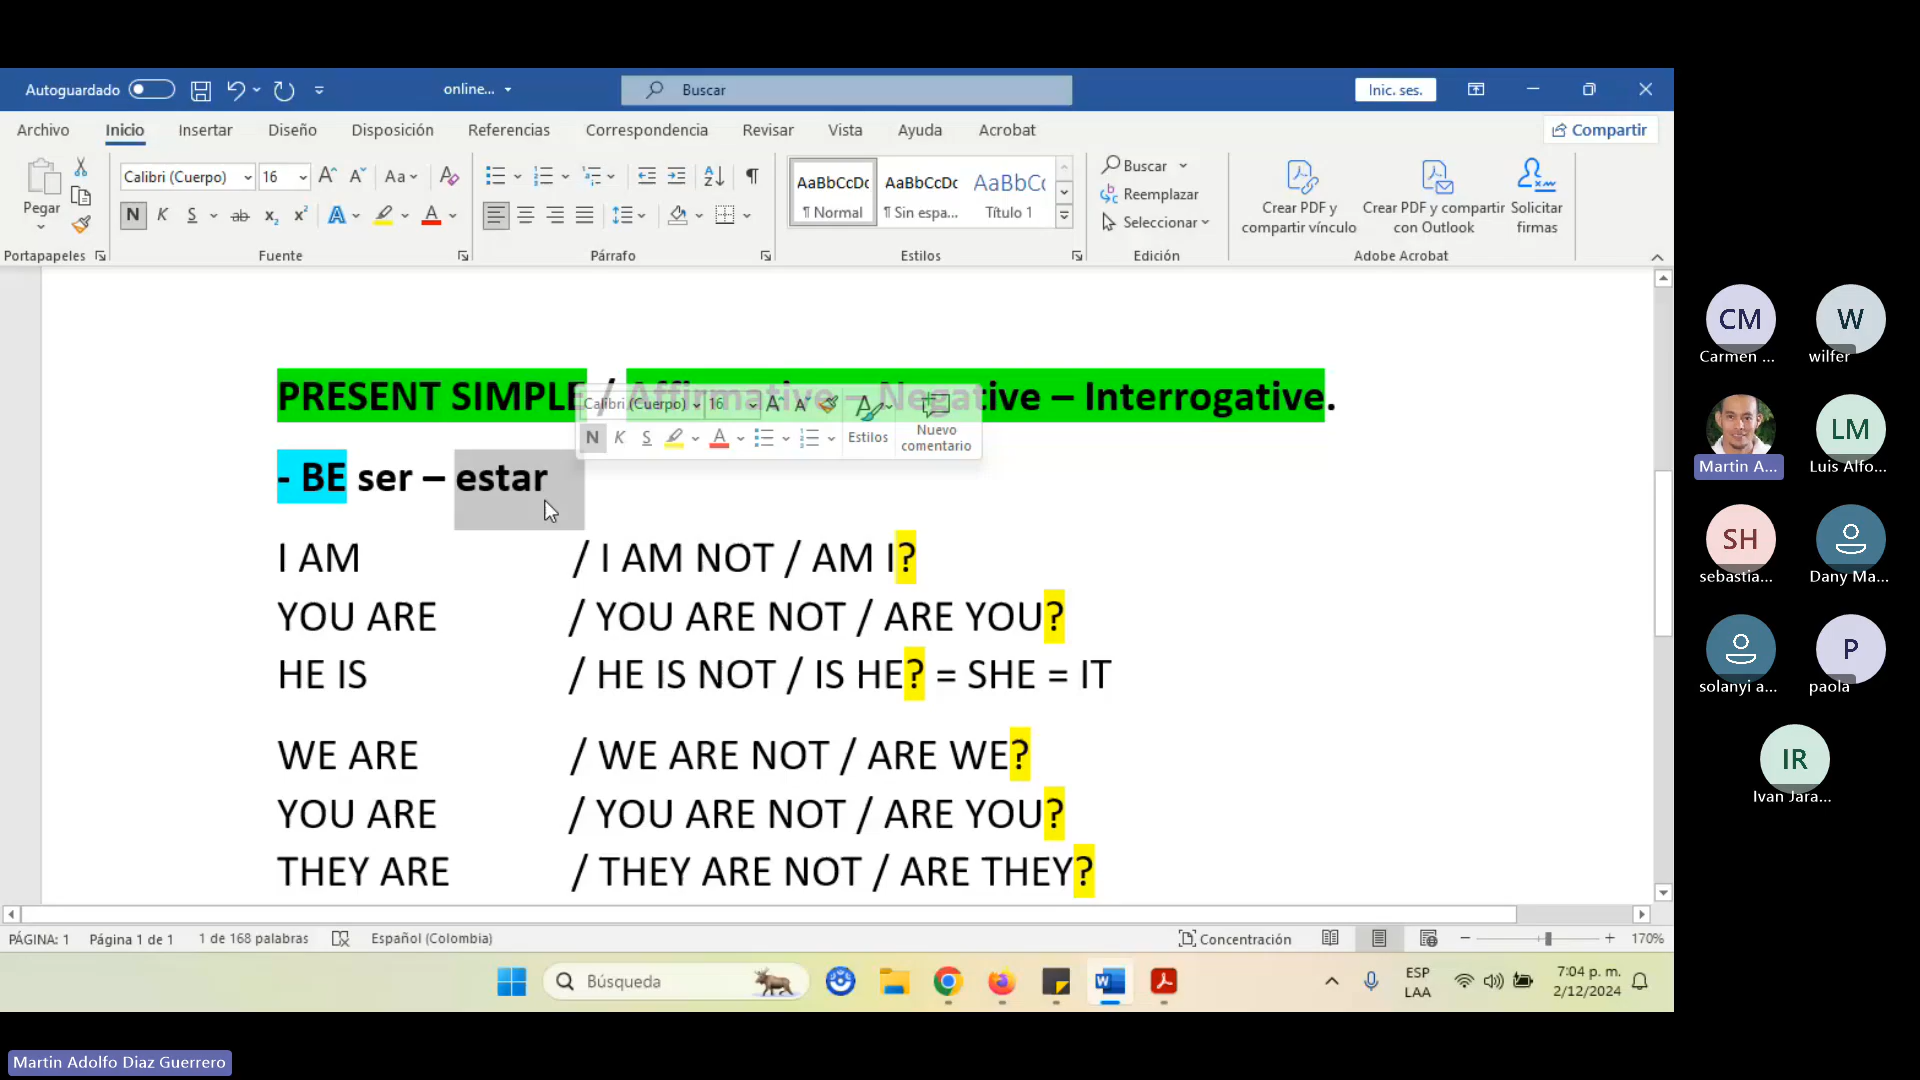 Autoguardado
online...
Buscar
Inic. ses.
Archivo Inicio Insertar Diseño Disposición Referencias Correspondencia Revisar Vista Ayuda Acrobat
Compartir
Pegar
Portapapeles
Calibri (Cuerpo) 16
Fuente
Párrafo
AaBbCcDc AaBbCcDc AaBbCc
¶ Normal ¶ Sin espa... Título 1
Estilos
Buscar
Reemplazar
Seleccionar
Edición
Crear PDF y compartir vínculo
Crear PDF y compartir con Outlook
Adobe Acrobat
Solicitar firmas
PRESENT SIMPLE / Affirmative – Negative – Interrogative.
Calibri (Cuerpo) 16
N K S
Estilos
Nuevo comentario
- BE ser – estar
I AM / I AM NOT / AM I?
YOU ARE / YOU ARE NOT / ARE YOU?
HE IS / HE IS NOT / IS HE? = SHE = IT
WE ARE / WE ARE NOT / ARE WE?
YOU ARE / YOU ARE NOT / ARE YOU?
THEY ARE / THEY ARE NOT / ARE THEY?
PÁGINA: 1 Página 1 de 1 1 de 168 palabras Español (Colombia)
Concentración
170%
Búsqueda
ESP
LAA
7:04 p. m.
2/12/2024
CM
Carmen ...
W
wilfer
Martin A...
LM
Luis Alfo...
SH
sebastia...
Dany Ma...
solanyi a...
P
paola
IR
Ivan Jara...
Martin Adolfo Diaz Guerrero